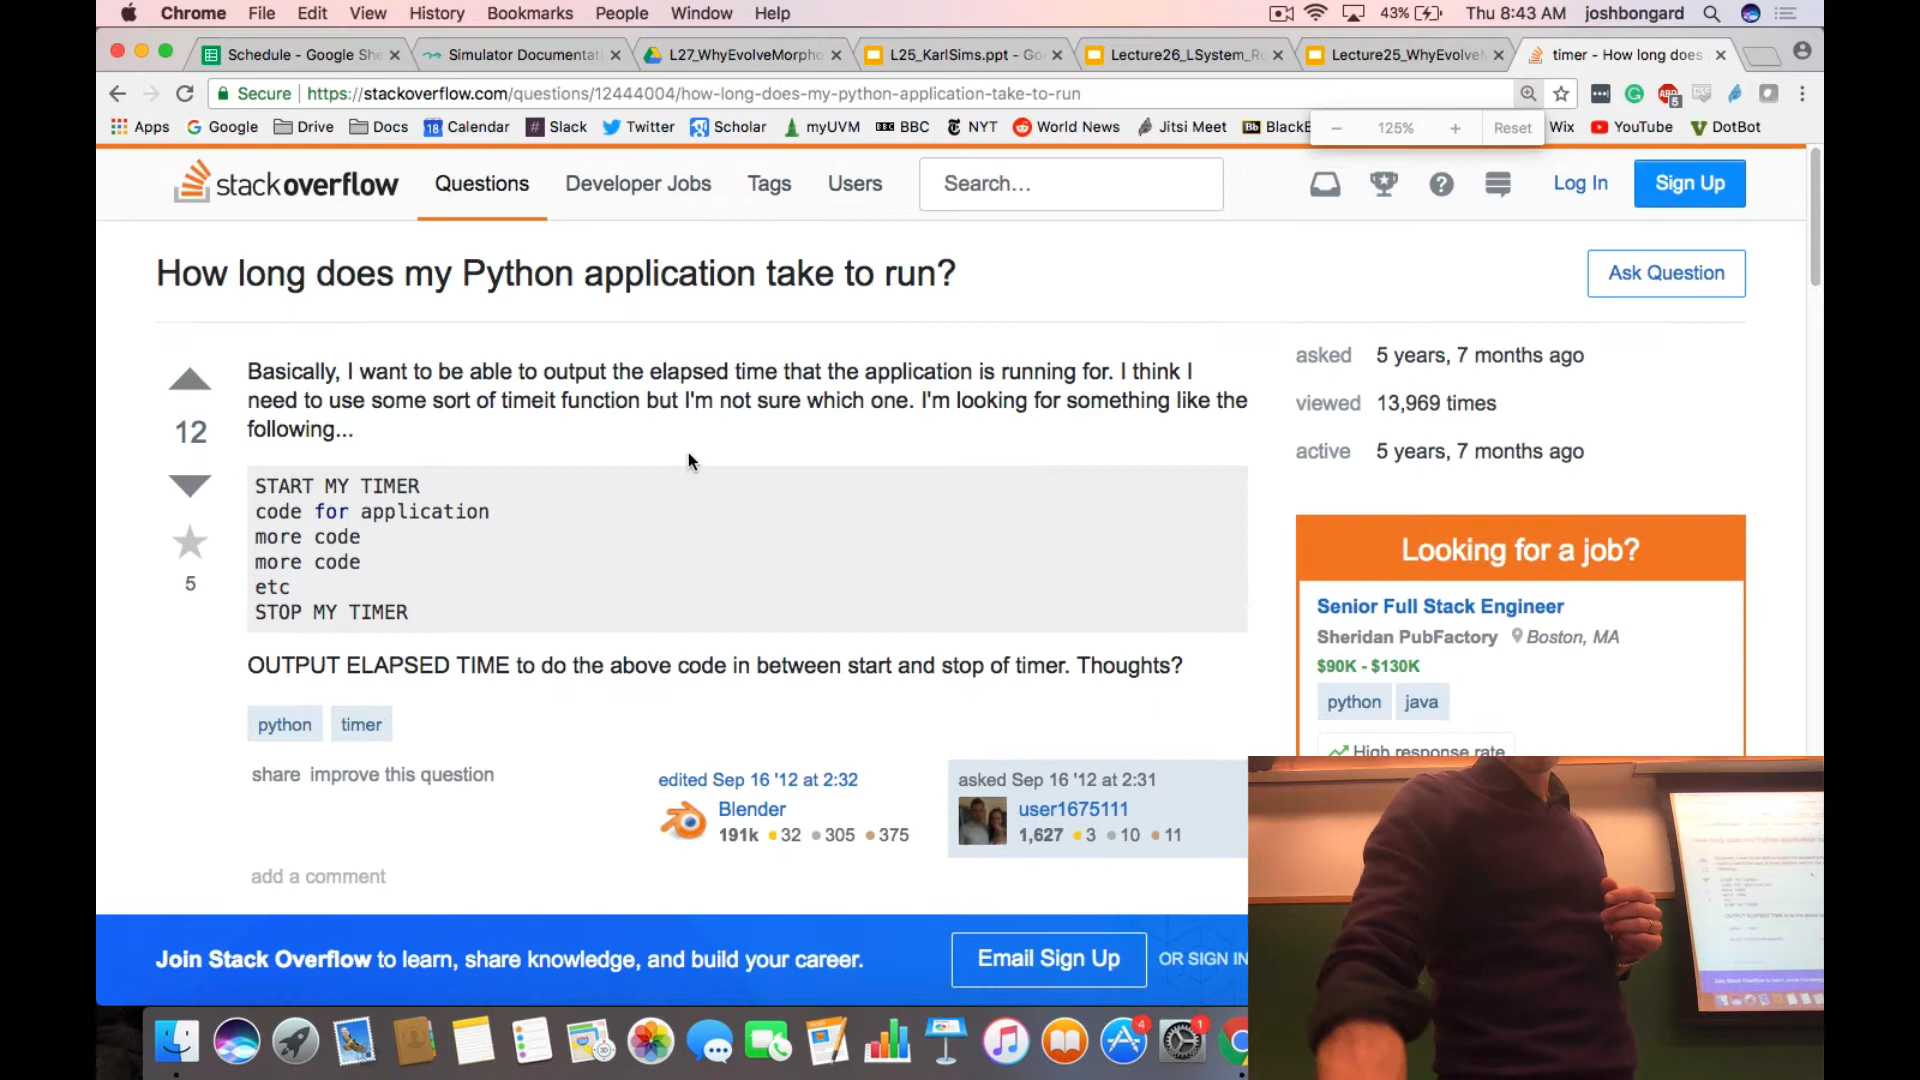 Chrome File Edit View History Bookmarks People Window Help 43% Thu 8:43 AM joshbongard
Schedule - Google She
Simulator Documentati
L27_WhyEvolveMorpho
L25_KarlSims.ppt - Go
Lecture26_LSystem_Ro
Lecture25_WhyEvolveM
timer - How long does
Secure https://stackoverflow.com/questions/12444004/how-long-does-my-python-application-take-to-run
Apps Google Drive Docs 18 Calendar Slack Twitter Scholar myUVM BBC NYT World News Jitsi Meet Bb BlackB Wix YouTube DotBot
− 125% + Reset
stackoverflow Questions Developer Jobs Tags Users Search… Log In Sign Up
How long does my Python application take to run?
Ask Question
12
5
Basically, I want to be able to output the elapsed time that the application is running for. I think I
need to use some sort of timeit function but I'm not sure which one. I'm looking for something like the
following...
START MY TIMER
code for application
more code
more code
etc
STOP MY TIMER
OUTPUT ELAPSED TIME to do the above code in between start and stop of timer. Thoughts?
python timer
share improve this question
edited Sep 16 '12 at 2:32
Blender
191k 32 305 375
asked Sep 16 '12 at 2:31
user1675111
1,627 3 10 11
add a comment
asked 5 years, 7 months ago
viewed 13,969 times
active 5 years, 7 months ago
Looking for a job?
Senior Full Stack Engineer
Sheridan PubFactory Boston, MA
$90K - $130K
python java
High response rate
Join Stack Overflow to learn, share knowledge, and build your career.
Email Sign Up
OR SIGN IN
4
1